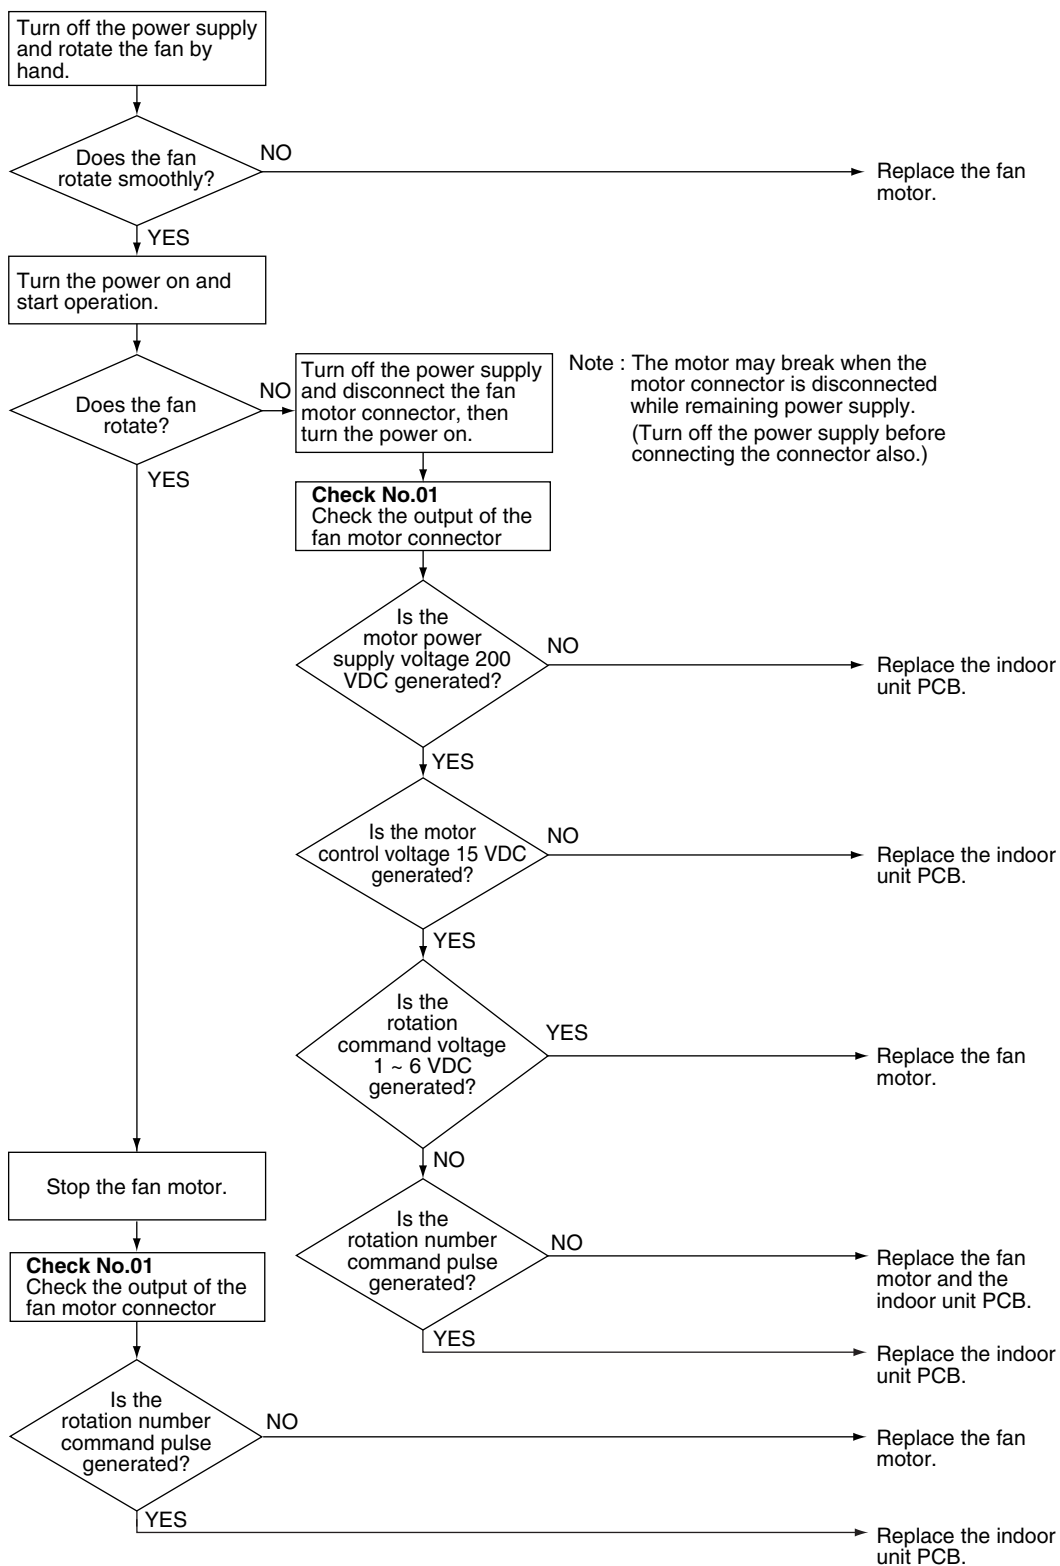 Turn off the power supply
and rotate the fan by
hand.
Does the fan
rotate smoothly?
NO
Replace the fan
motor.
YES
Turn the power on and
start operation.
Does the fan
rotate?
NO
Turn off the power supply
and disconnect the fan
motor connector, then
turn the power on.
Note : The motor may break when the
motor connector is disconnected
while remaining power supply.
(Turn off the power supply before
connecting the connector also.)
YES
Check No.01
Check the output of the
fan motor connector
Is the
motor power
supply voltage 200
VDC generated?
NO
Replace the indoor
unit PCB.
YES
Is the motor
control voltage 15 VDC
generated?
NO
Replace the indoor
unit PCB.
YES
Is the
rotation
command voltage
1 ~ 6 VDC
generated?
YES
Replace the fan
motor.
NO
Is the
rotation number
command pulse
generated?
NO
Replace the fan
motor and the
indoor unit PCB.
YES
Replace the indoor
unit PCB.
Stop the fan motor.
Check No.01
Check the output of the
fan motor connector
Is the
rotation number
command pulse
generated?
NO
Replace the fan
motor.
YES
Replace the indoor
unit PCB.